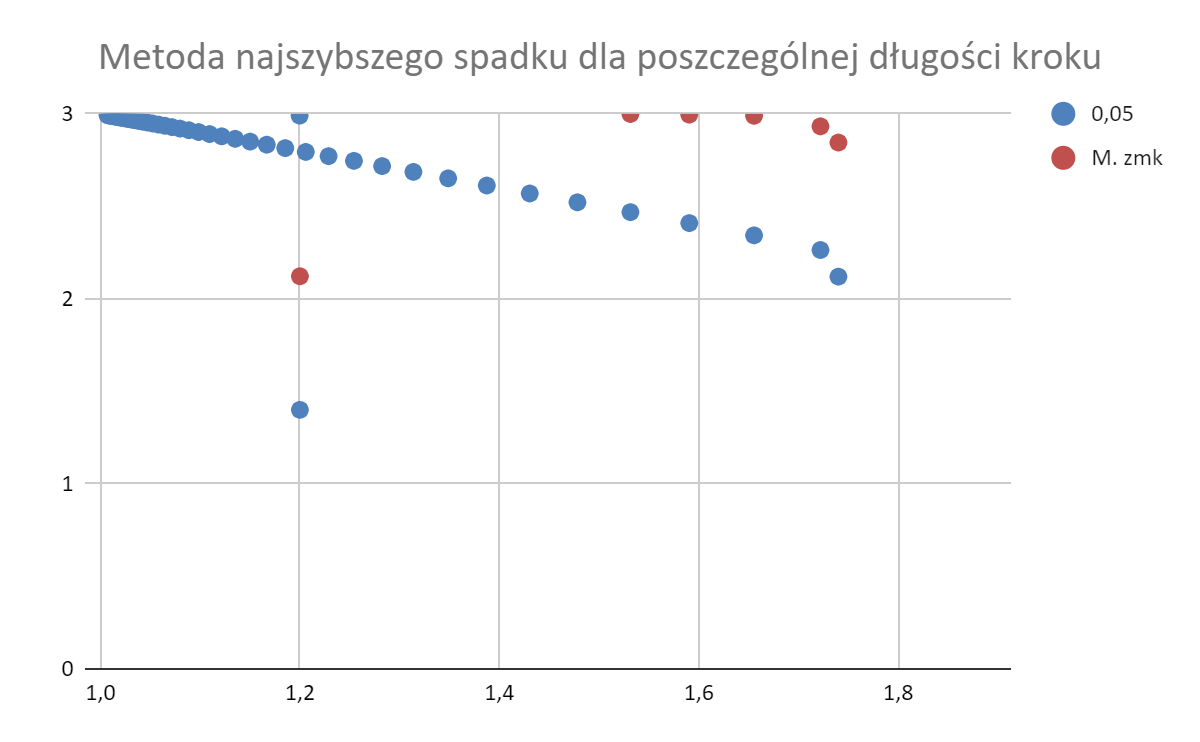 Metoda najszybszego spadku dla poszczególnej długości kroku
3
2
1
0
1,0 1,2 1,4 1,6 1,8
0,05
M. zmk